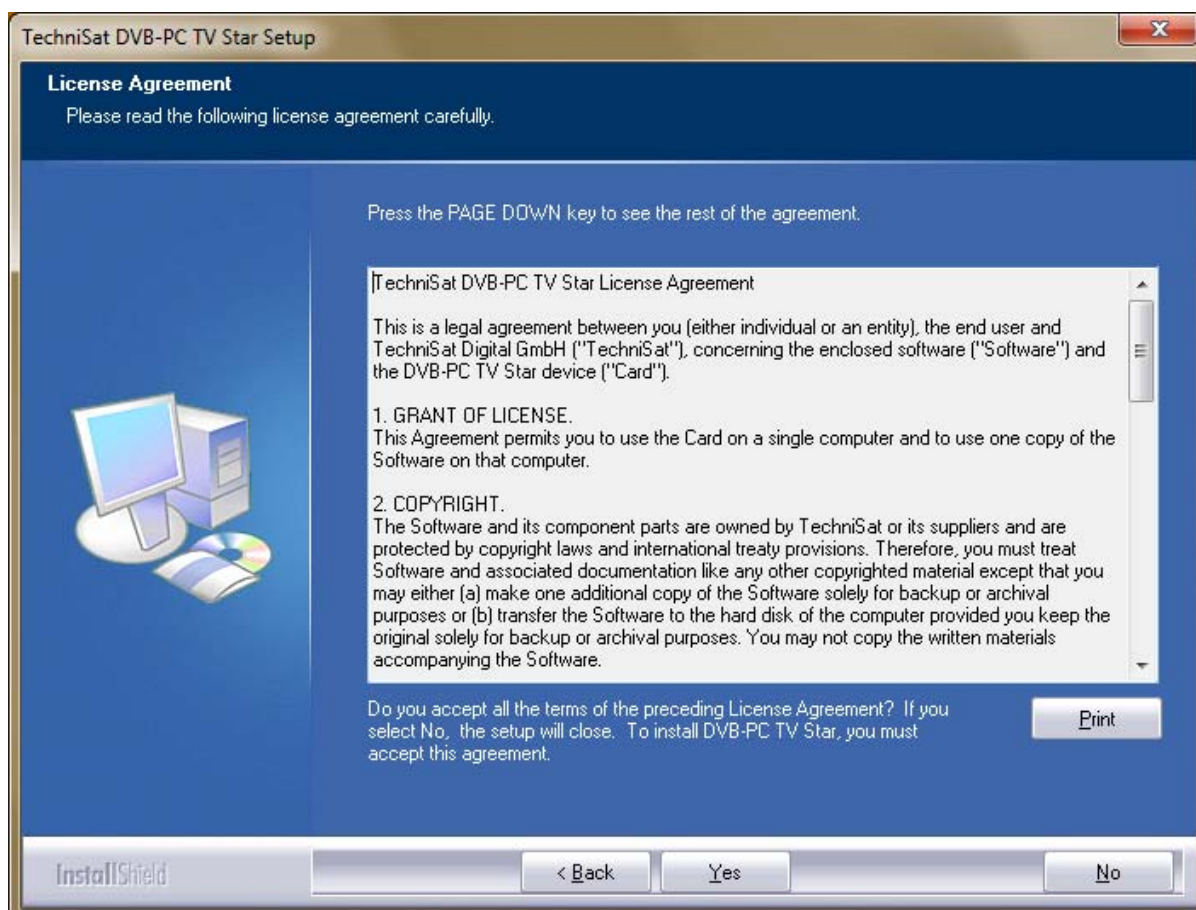 TechniSat DVB-PC TV Star Setup
License Agreement
Please read the following license agreement carefully.
Press the PAGE DOWN key to see the rest of the agreement.
TechniSat DVB-PC TV Star License Agreement
This is a legal agreement between you (either individual or an entity), the end user and
TechniSat Digital GmbH ("TechniSat"), concerning the enclosed software ("Software") and
the DVB-PC TV Star device ("Card").
1. GRANT OF LICENSE.
This Agreement permits you to use the Card on a single computer and to use one copy of the
Software on that computer.
2. COPYRIGHT.
The Software and its component parts are owned by TechniSat or its suppliers and are
protected by copyright laws and international treaty provisions. Therefore, you must treat
Software and associated documentation like any other copyrighted material except that you
may either (a) make one additional copy of the Software solely for backup or archival
purposes or (b) transfer the Software to the hard disk of the computer provided you keep the
original solely for backup or archival purposes. You may not copy the written materials
accompanying the Software.
Do you accept all the terms of the preceding License Agreement? If you
select No, the setup will close. To install DVB-PC TV Star, you must
accept this agreement.
Print
InstallShield
< Back
Yes
No